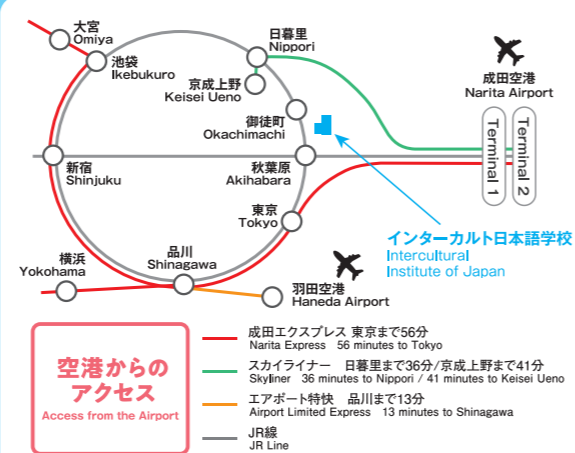 大宮
Omiya
池袋
Ikebukuro
日暮里
Nippori
京成上野
Keisei Ueno
成田空港
Narita Airport
御徒町
Okachimachi
Terminal 1
Terminal 2
新宿
Shinjuku
秋葉原
Akihabara
東京
Tokyo
インターカルト日本語学校
Intercultural
Institute of Japan
横浜
Yokohama
品川
Shinagawa
羽田空港
Haneda Airport
空港からの
アクセス
Access from the Airport
成田エクスプレス 東京まで56分
Narita Express 56 minutes to Tokyo
スカイライナー 日暮里まで36分/京成上野まで41分
Skyliner 36 minutes to Nippori / 41 minutes to Keisei Ueno
エアポート特快 品川まで13分
Airport Limited Express 13 minutes to Shinagawa
JR線
JR Line